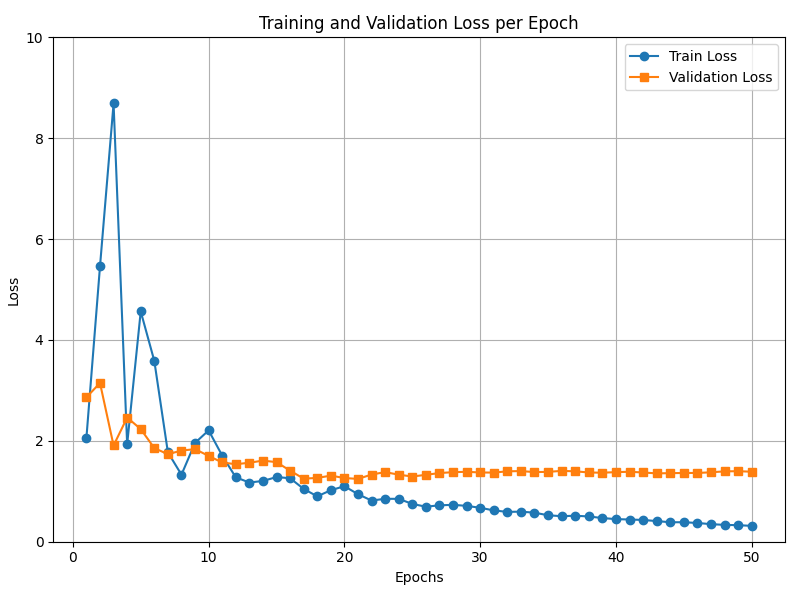 Training and Validation Loss per Epoch
Train Loss
Validation Loss
Loss
10
8
6
4
2
0
0 10 20 30 40 50
Epochs